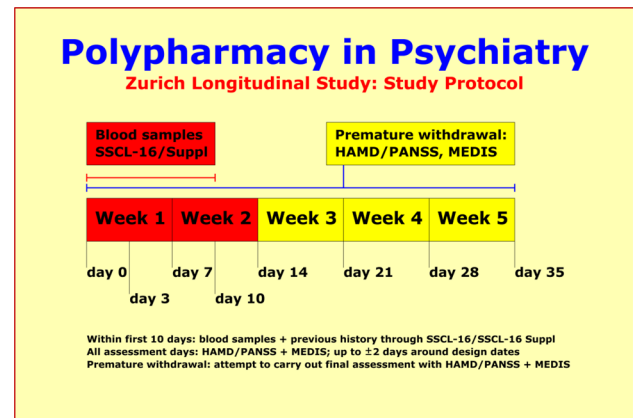 Polypharmacy in Psychiatry
Zurich Longitudinal Study: Study Protocol
Blood samples
SSCL-16/Suppl
Premature withdrawal:
HAMD/PANSS, MEDIS
Week 1 Week 2 Week 3 Week 4 Week 5
day 0 day 7 day 14 day 21 day 28 day 35
day 3 day 10
Within first 10 days: blood samples + previous history through SSCL-16/SSCL-16 Suppl
All assessment days: HAMD/PANSS + MEDIS; up to ±2 days around design dates
Premature withdrawal: attempt to carry out final assessment with HAMD/PANSS + MEDIS